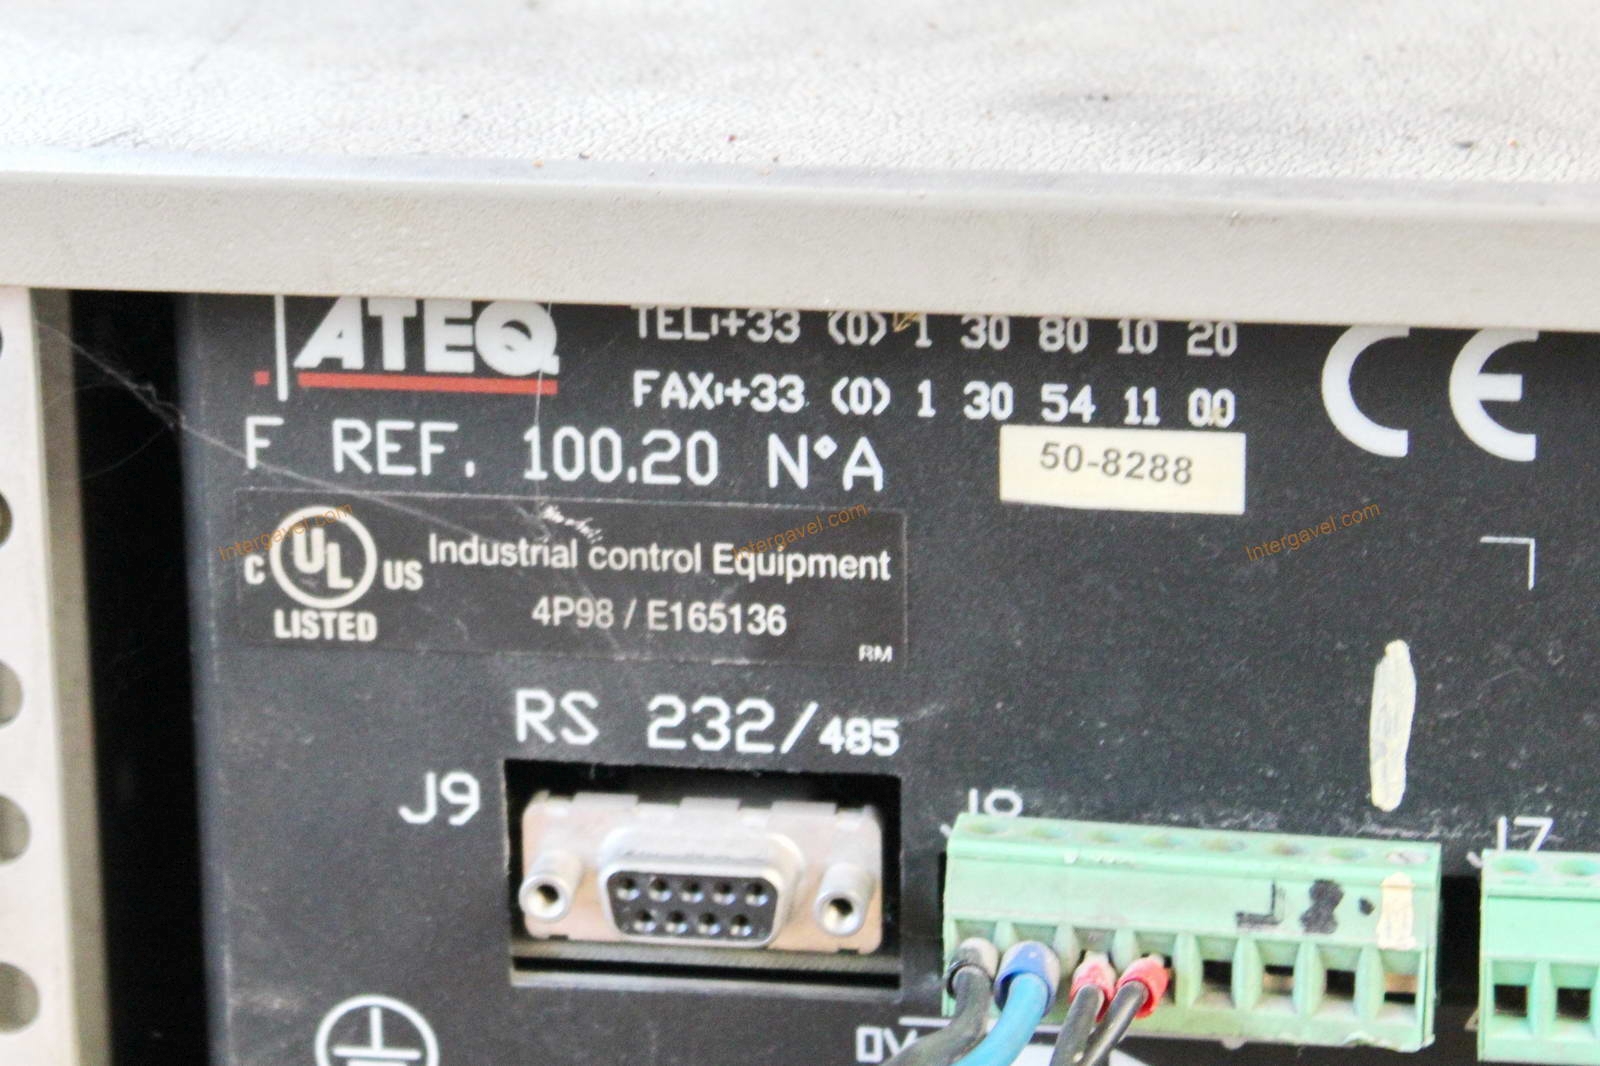 ATEQ
TEL:+33 (0) 1 30 80 10 20
FAX:+33 (0) 1 30 54 11 00
F REF. 100.20 N°A
50-8288
CE
C UL US
LISTED
Industrial control Equipment
4P98 / E165136
RM
RS 232/485
J9
J8
J7
0V
Intergavel.com
Intergavel.com
Intergavel.com